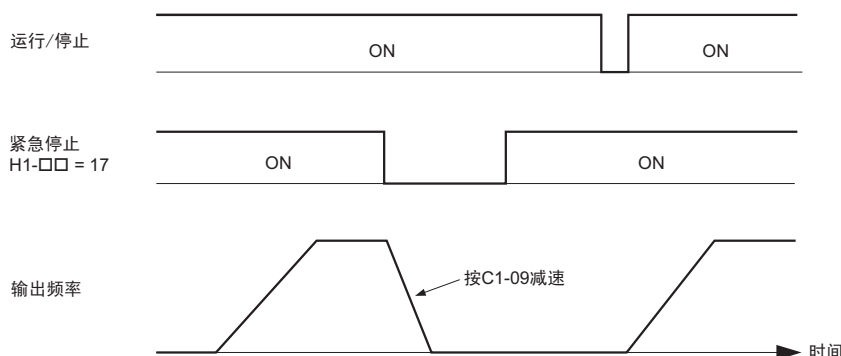 运行/停止
ON
ON
紧急停止
H1-□□ = 17
ON
ON
输出频率
按C1-09减速
时间